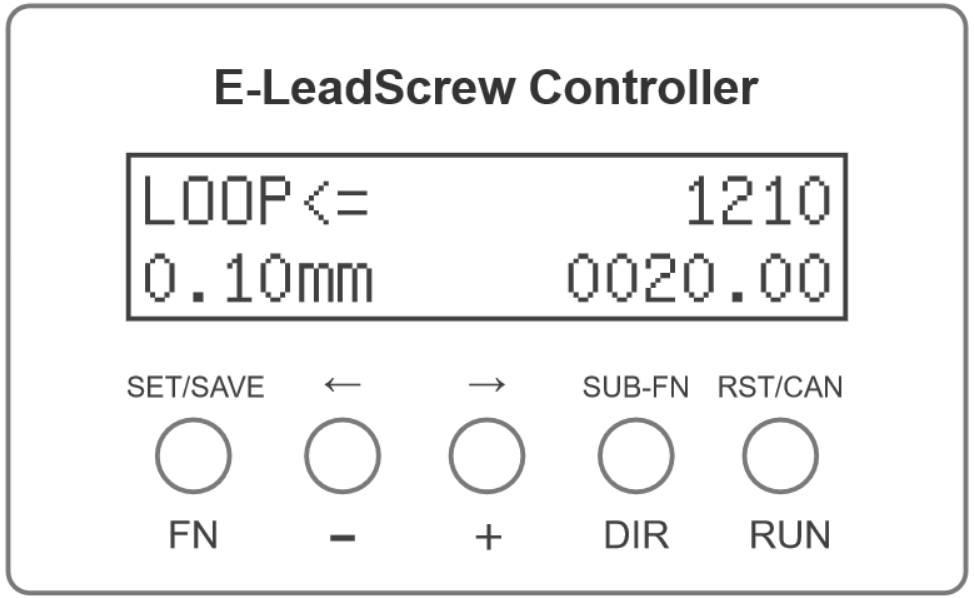 E-LeadScrew Controller
LOOP<= 1210
0.10mm 0020.00
SET/SAVE ← → SUB-FN RST/CAN
FN - + DIR RUN